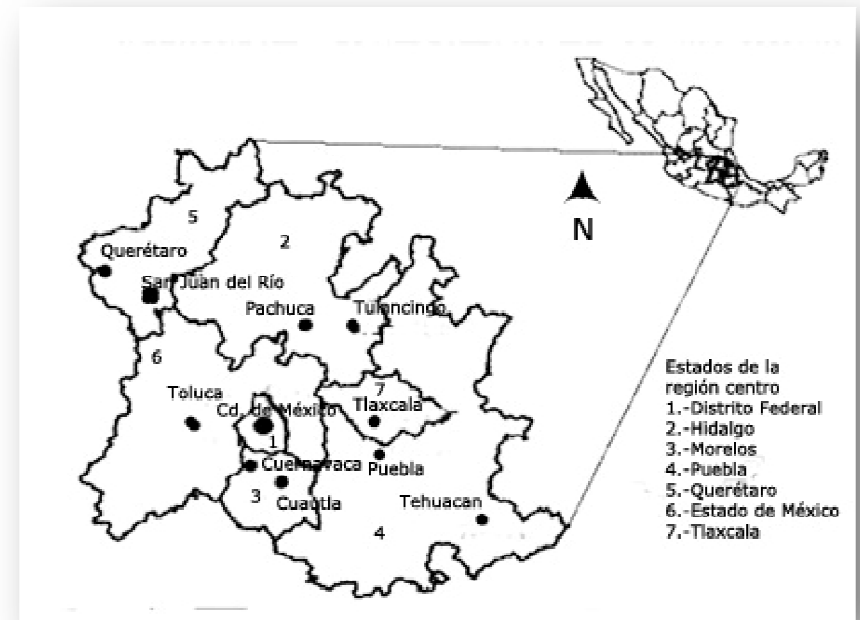 5
Querétaro
2
N
San Juan del Río
Pachuca
Tulancingo
6
Toluca
7
Cd. de México
Tlaxcala
1
Cuernavaca
Puebla
3
Cuautla
Tehuacan
4
Estados de la
región centro
1.-Distrito Federal
2.-Hidalgo
3.-Morelos
4.-Puebla
5.-Querétaro
6.-Estado de México
7.-Tlaxcala